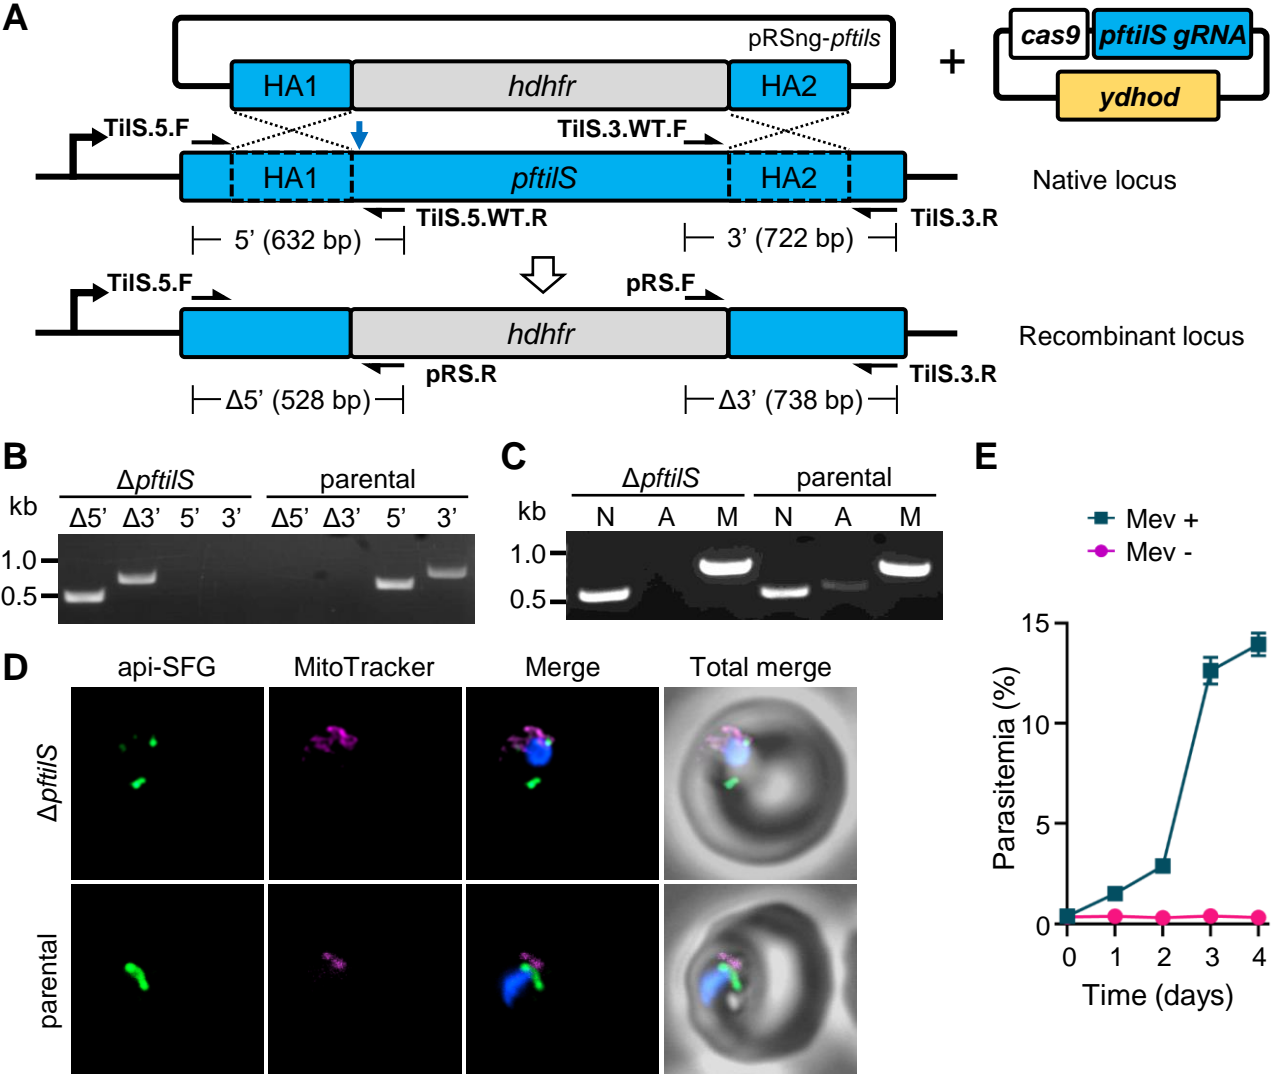 A
pRSng-pftils
+
cas9
pftilS gRNA
ydhod
HA1
hdhfr
HA2
TilS.5.F
TilS.3.WT.F
HA1
pftilS
HA2
Native locus
TilS.5.WT.R
TilS.3.R
5’ (632 bp)
3’ (722 bp)
TilS.5.F
pRS.F
hdhfr
Recombinant locus
pRS.R
TilS.3.R
Δ5’ (528 bp)
Δ3’ (738 bp)
B
ΔpftilS
parental
kb
Δ5’ Δ3’ 5’ 3’ Δ5’ Δ3’ 5’ 3’
1.0
0.5
C
ΔpftilS
parental
kb
N A M N A M
1.0
0.5
D
api-SFG
MitoTracker
Merge
Total merge
ΔpftilS
parental
E
Mev +
Mev -
Parasitemia (%)
15
10
5
0
0 1 2 3 4
Time (days)